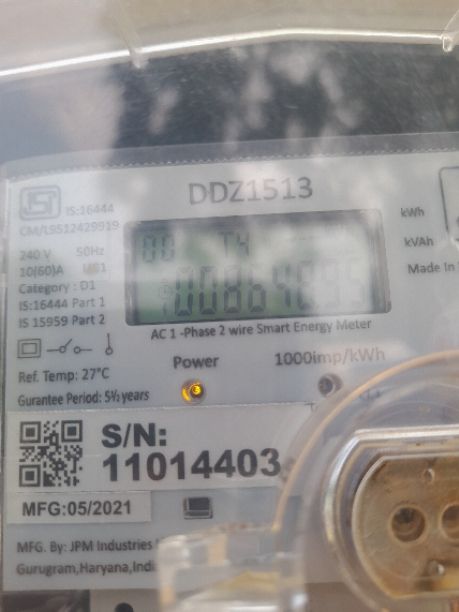 DDZ1513
IS:16444
CM/L9512429919
240 V 50Hz
10(60)A
Category : D1
IS:16444 Part 1
IS 15959 Part 2
kWh
kVAh
Made In
AC 1 -Phase 2 wire Smart Energy Meter
Power 1000imp/kWh
Ref. Temp: 27°C
Gurantee Period: 5½ years
S/N:
11014403
MFG:05/2021
MFG. By: JPM Industries
Gurugram,Haryana,Indi